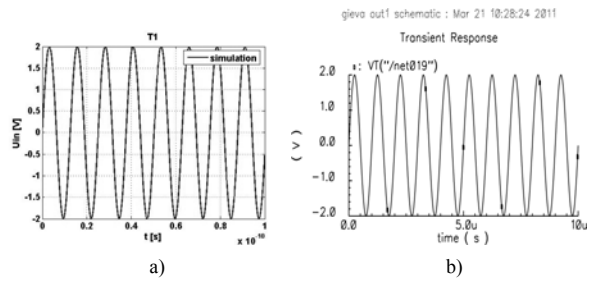 gieva out1 schematic : Mar 21 10:28:24 2011
T1
simulation
Uin [V]
2
1.5
1
0.5
0
-0.5
-1
-1.5
-2
0 0.2 0.4 0.6 0.8 1
x 10^-10
t [s]
a)
Transient Response
: VT("/net019")
( V )
2.0
1.0
0.0
-1.0
-2.0
5.0u 10u
time ( s )
b)